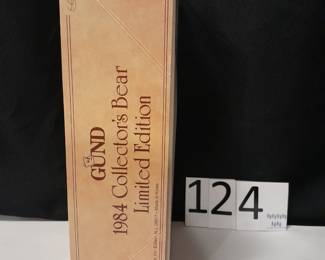 GUND
1984 Collector's Bear
Limited Edition
124